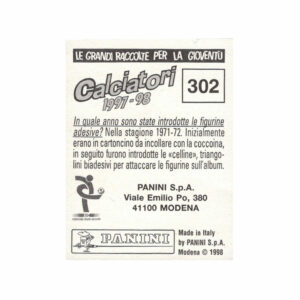 LE GRANDI RACCOLTE PER LA GIOVENTÙ
Calciatori
1997-98
302
In quale anno sono state introdotte le figurine
adesive? Nella stagione 1971-72. Inizialmente
erano in cartoncino da incollare con la coccoina,
in seguito furono introdotte le «celline», triango-
lini biadesivi per attaccare le figurine sull'album.
PANINI S.p.A.
Viale Emilio Po, 380
41100 MODENA
PANINI
Made in Italy
by PANINI S.p.A.
Modena © 1998